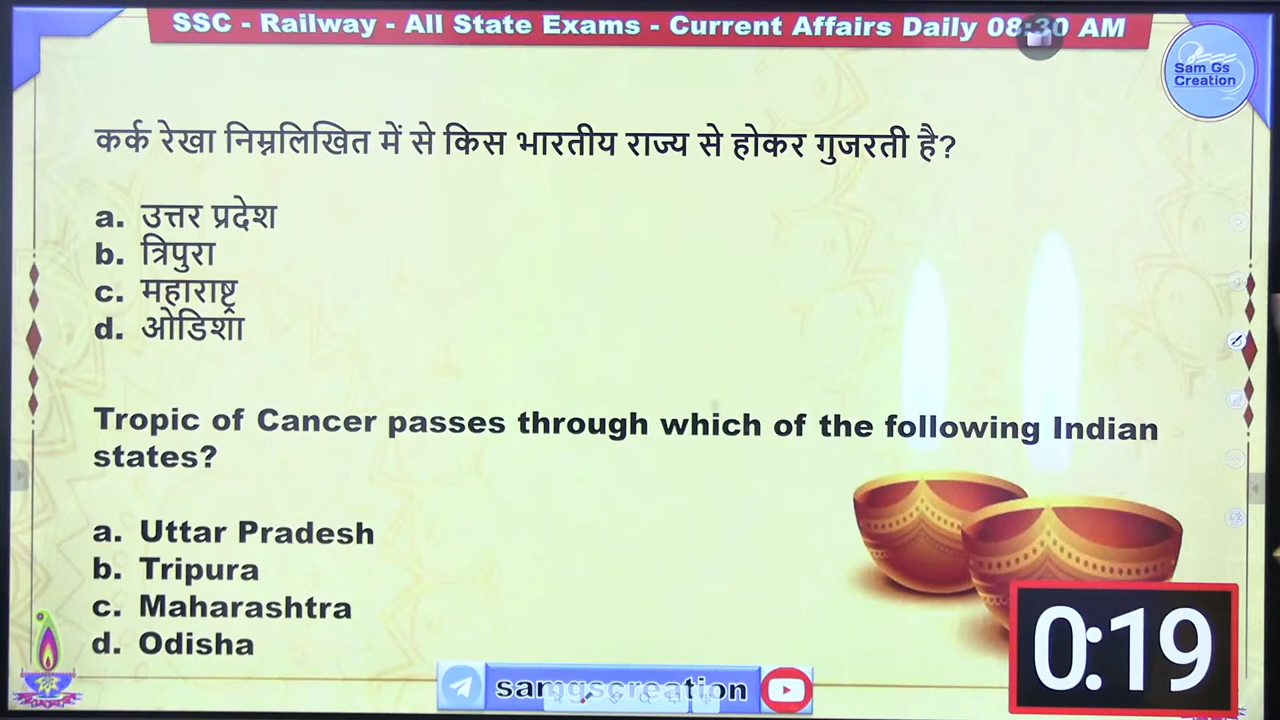 SSC - Railway - All State Exams - Current Affairs Daily 08:30 AM
Sam Gs
Creation
कर्क रेखा निम्नलिखित में से किस भारतीय राज्य से होकर गुजरती है?
a. उत्तर प्रदेश
b. त्रिपुरा
c. महाराष्ट्र
d. ओडिशा
Tropic of Cancer passes through which of the following Indian
states?
a. Uttar Pradesh
b. Tripura
c. Maharashtra
d. Odisha
samgscreation
0:19